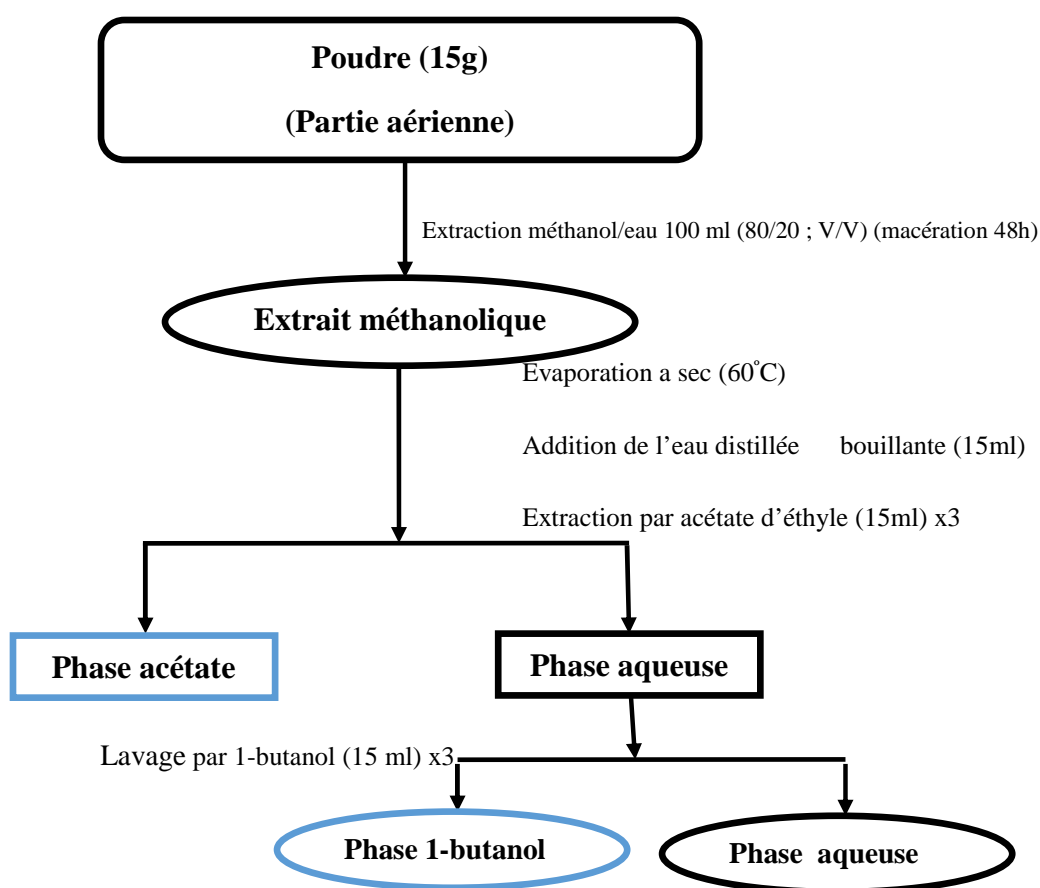 Poudre (15g)
(Partie aérienne)
Extraction méthanol/eau 100 ml (80/20 ; V/V) (macération 48h)
Extrait méthanolique
Evaporation a sec (60°C)
Addition de l'eau distillée bouillante (15ml)
Extraction par acétate d'éthyle (15ml) x3
Phase acétate
Phase aqueuse
Lavage par 1-butanol (15 ml) x3
Phase 1-butanol
Phase aqueuse